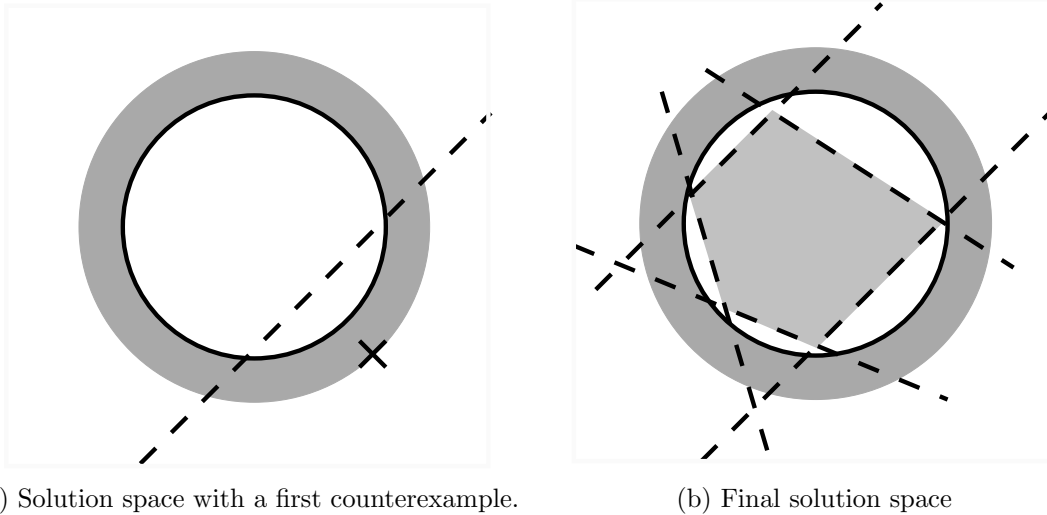 ) Solution space with a first counterexample.
(b) Final solution space